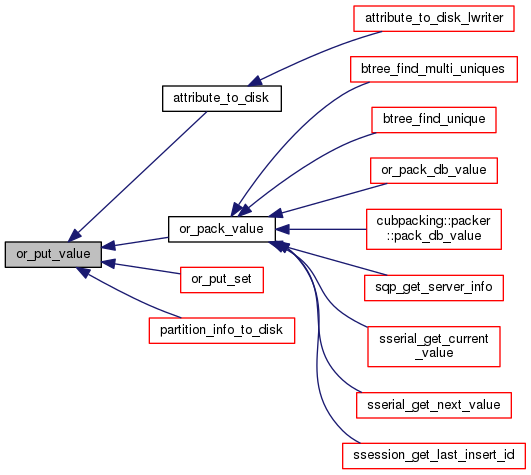 attribute_to_disk_lwriter
btree_find_multi_uniques
attribute_to_disk
btree_find_unique
or_pack_db_value
or_pack_value
cubpacking::packer
::pack_db_value
or_put_value
or_put_set
sqp_get_server_info
partition_info_to_disk
sserial_get_current
_value
sserial_get_next_value
ssession_get_last_insert_id